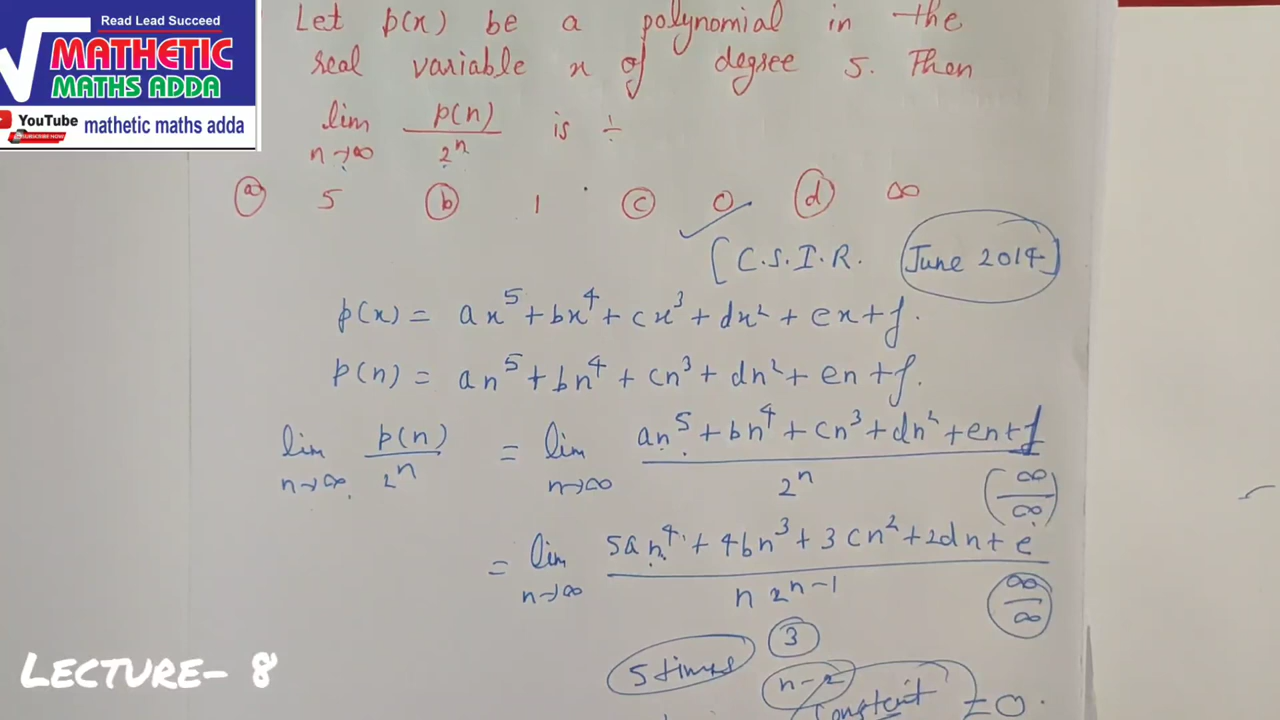 Read Lead Succeed
MATHETIC
MATHS ADDA
YouTube mathetic maths adda
SUBSCRIBE NOW
Let p(x) be a polynomial in the
real variable x of degree 5. Then
lim n→∞ p(n)/2^n is ÷
(a) 5 (b) 1 (c) 0 ✓ (d) ∞
[C.S.I.R. June 2014]
p(x) = ax^5 + bx^4 + cx^3 + dx^2 + ex + f.
p(n) = an^5 + bn^4 + cn^3 + dn^2 + en + f.
lim n→∞ p(n)/2^n = lim n→∞ (an^5 + bn^4 + cn^3 + dn^2 + en + f)/2^n (∞/∞)
= lim n→∞ (5an^4 + 4bn^3 + 3cn^2 + 2dn + e)/(n 2^(n-1)) (∞/∞)
5 times 3
n-2
Constant = 0.
LECTURE- 8